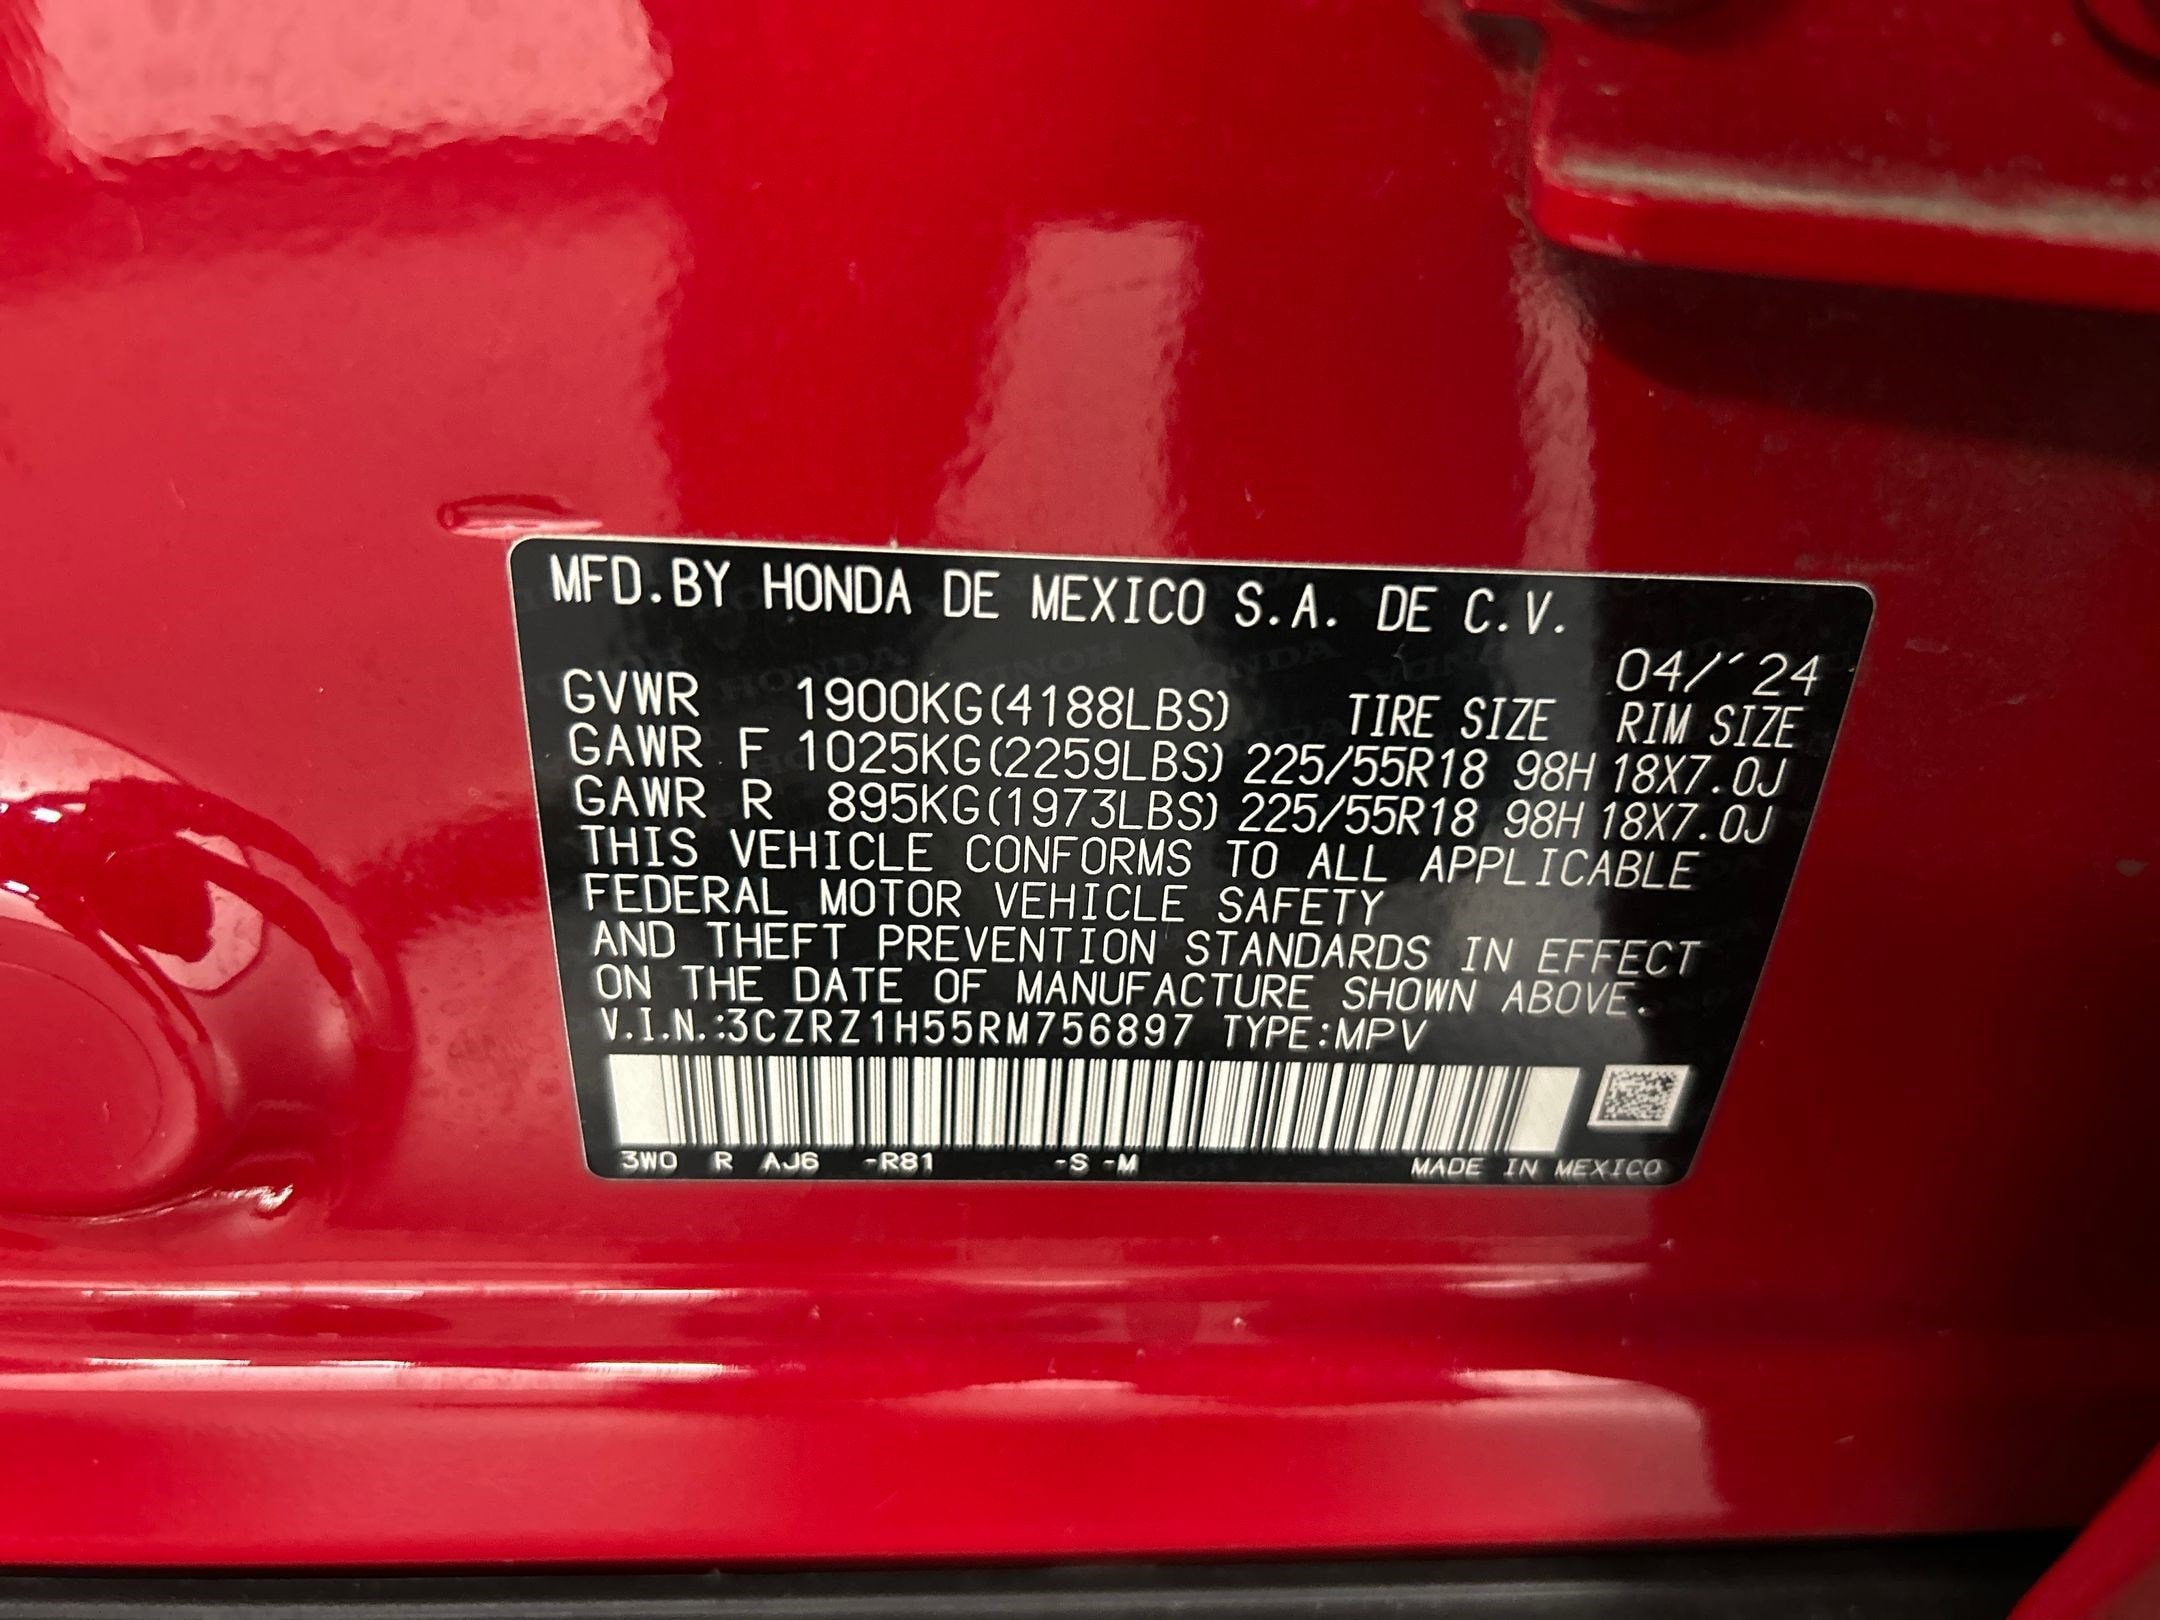 MFD.BY HONDA DE MEXICO S.A. DE C.V.
04/'24
GVWR 1900KG(4188LBS) TIRE SIZE RIM SIZE
GAWR F 1025KG(2259LBS) 225/55R18 98H 18X7.0J
GAWR R 895KG(1973LBS) 225/55R18 98H 18X7.0J
THIS VEHICLE CONFORMS TO ALL APPLICABLE
FEDERAL MOTOR VEHICLE SAFETY
AND THEFT PREVENTION STANDARDS IN EFFECT
ON THE DATE OF MANUFACTURE SHOWN ABOVE.
V.I.N.:3CZRZ1H55RM756897 TYPE:MPV
3W0 R AJ6 -R81 -S -M MADE IN MEXICO